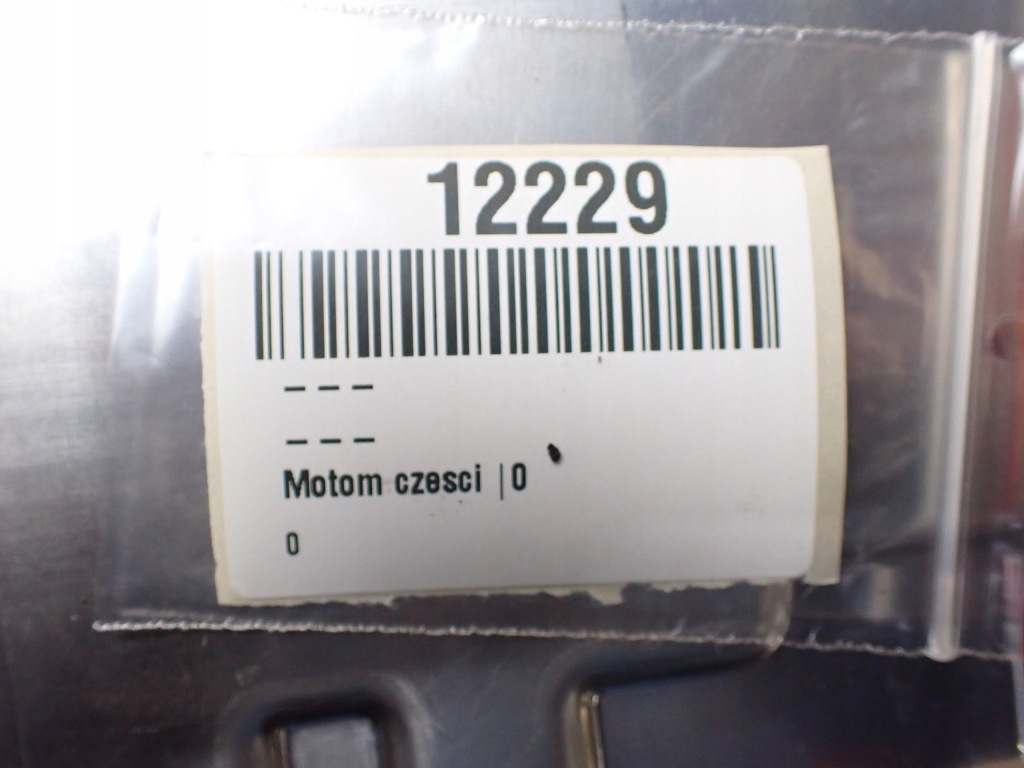 12229
– – –
– – –
Motom czesci |0
0